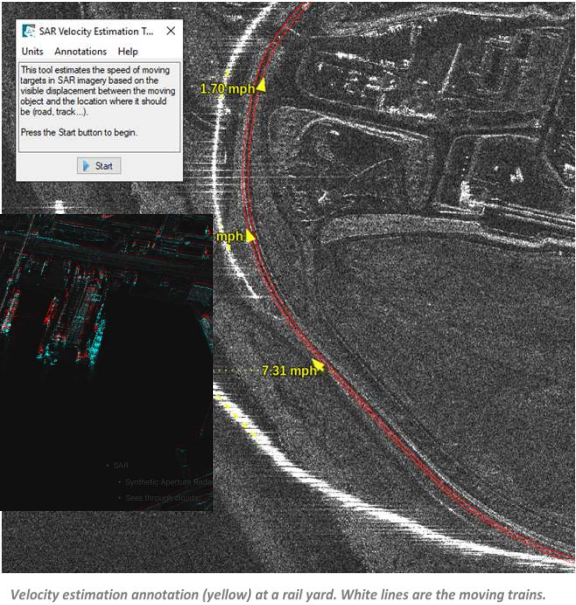 SAR Velocity Estimation T...
Units Annotations Help
This tool estimates the speed of moving
targets in SAR imagery based on the
visible displacement between the moving
object and the location where it should
be (road, track...).
Press the Start button to begin.
Start
1.70 mph
mph
7.31 mph
• SAR
• Synthetic Aperture Rada
• Sees through clouds
Velocity estimation annotation (yellow) at a rail yard. White lines are the moving trains.